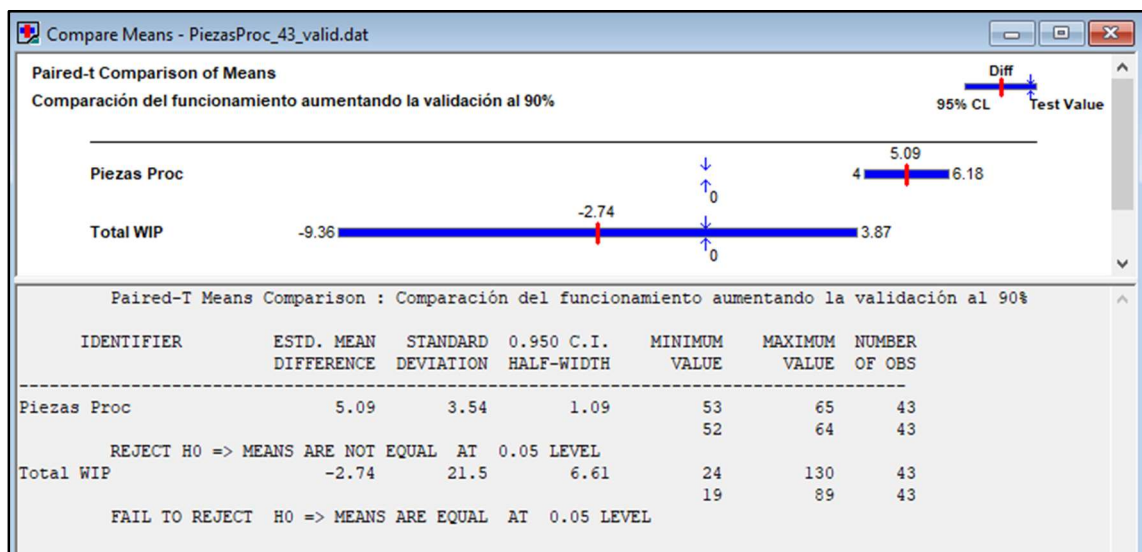 Compare Means - PiezasProc_43_valid.dat
Paired-t Comparison of Means
Comparación del funcionamiento aumentando la validación al 90%
Diff
95% CL Test Value
Piezas Proc 0 4 5.09 6.18
Total WIP -9.36 -2.74 0 3.87
Paired-T Means Comparison : Comparación del funcionamiento aumentando la validación al 90%
IDENTIFIER ESTD. MEAN STANDARD 0.950 C.I. MINIMUM MAXIMUM NUMBER
DIFFERENCE DEVIATION HALF-WIDTH VALUE VALUE OF OBS
Piezas Proc 5.09 3.54 1.09 53 65 43
52 64 43
REJECT H0 => MEANS ARE NOT EQUAL AT 0.05 LEVEL
Total WIP -2.74 21.5 6.61 24 130 43
19 89 43
FAIL TO REJECT H0 => MEANS ARE EQUAL AT 0.05 LEVEL